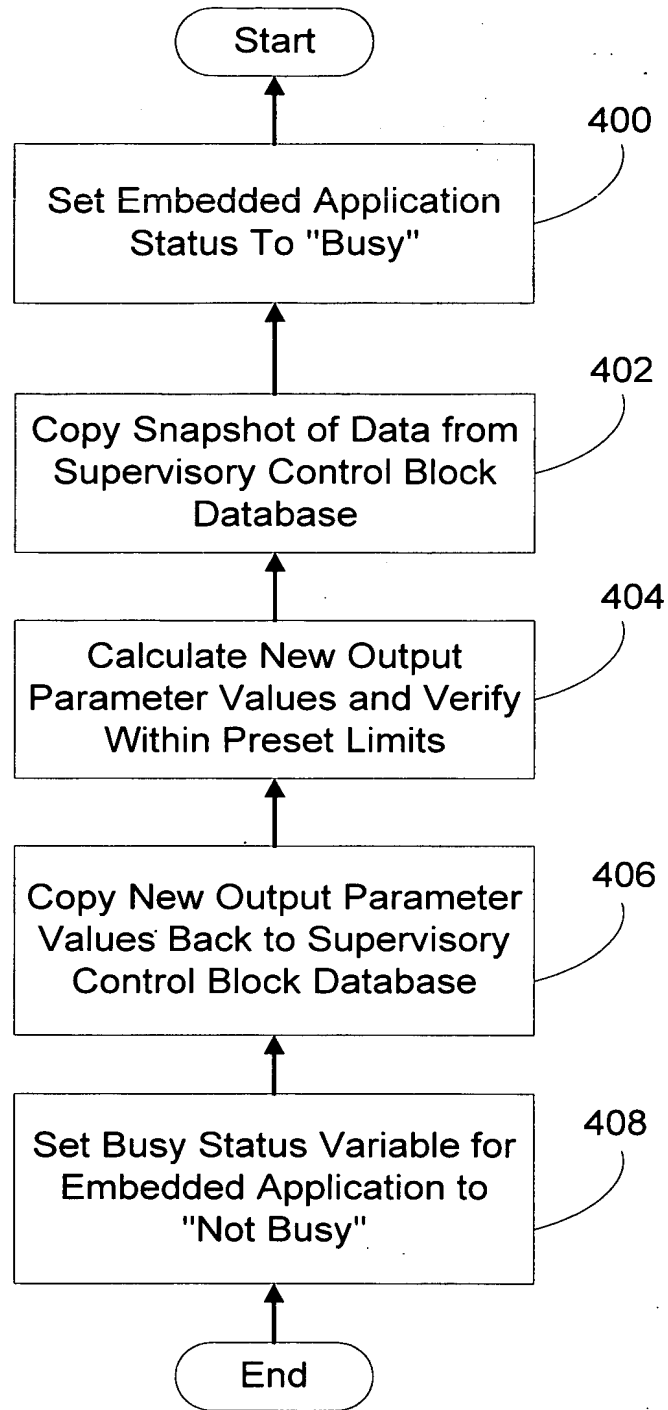 Start
400
Set Embedded Application
Status To "Busy"
402
Copy Snapshot of Data from
Supervisory Control Block
Database
404
Calculate New Output
Parameter Values and Verify
Within Preset Limits
406
Copy New Output Parameter
Values Back to Supervisory
Control Block Database
408
Set Busy Status Variable for
Embedded Application to
"Not Busy"
End